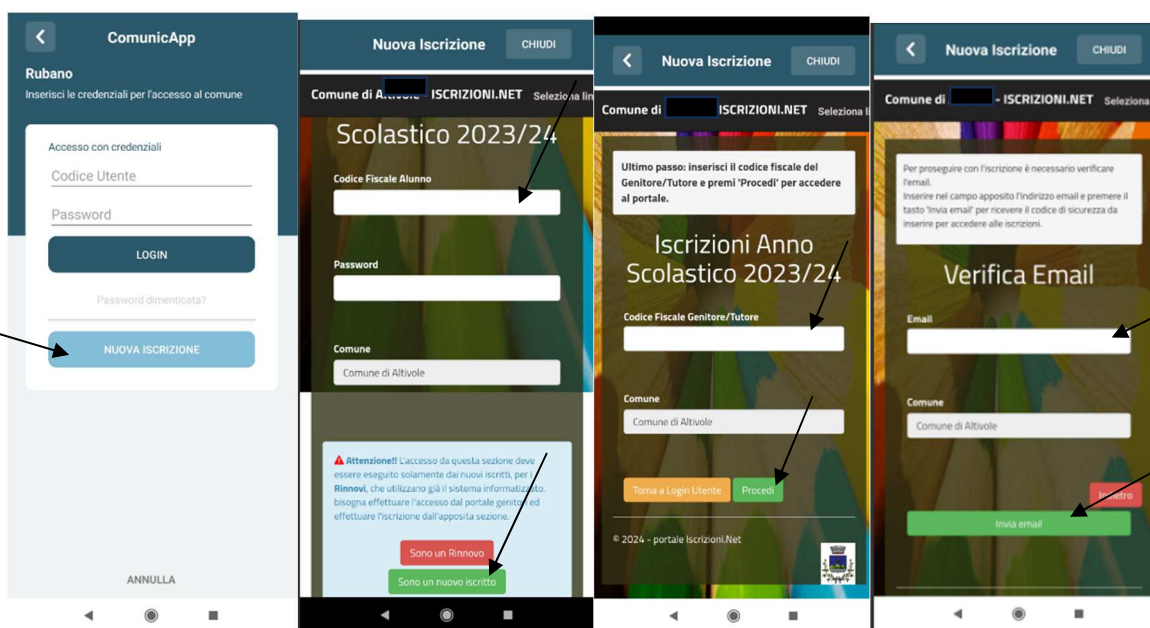 ComunicApp
Rubano
Inserisci le credenziali per l'accesso al comune
Accesso con credenziali
Codice Utente
Password
LOGIN
Password dimenticata?
NUOVA ISCRIZIONE
ANNULLA
Nuova Iscrizione
CHIUDI
Comune di Altivole - ISCRIZIONI.NET Seleziona lin
Scolastico 2023/24
Codice Fiscale Alunno
Password
Comune
Comune di Altivole
Attenzione!! L'accesso da questa sezione deve
essere eseguito solamente dai nuovi iscritti, per i
Rinnovi, che utilizzano già il sistema informatizzato,
bisogna effettuare l'accesso dal portale genitori ed
effettuare l'iscrizione dall'apposita sezione.
Sono un Rinnovo
Sono un nuovo iscritto
Nuova Iscrizione
CHIUDI
Comune di ISCRIZIONI.NET Seleziona li
Ultimo passo: inserisci il codice fiscale del
Genitore/Tutore e premi 'Procedi' per accedere
al portale.
Iscrizioni Anno
Scolastico 2023/24
Codice Fiscale Genitore/Tutore
Comune
Comune di Altivole
Torna a Login Utente
Procedi
© 2024 - portale Iscrizioni.Net
Nuova Iscrizione
CHIUDI
Comune di - ISCRIZIONI.NET Seleziona
Per proseguire con l'iscrizione è necessario verificare
l'email.
Inserire nel campo apposito l'indirizzo email e premere il
tasto 'Invia email' per ricevere il codice di sicurezza da
inserire per accedere alle iscrizioni.
Verifica Email
Email
Comune
Comune di Altivole
Indietro
Invia email